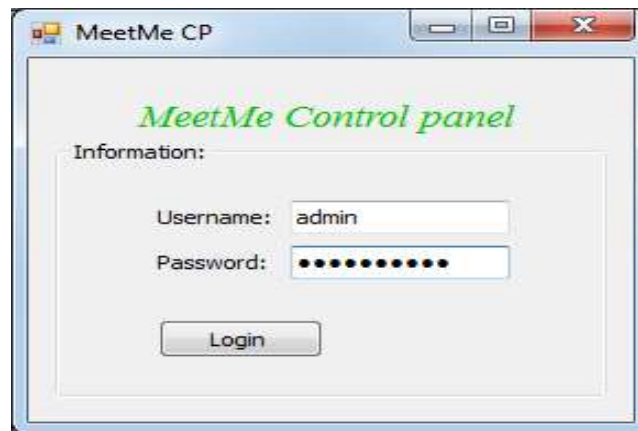 MeetMe CP
MeetMe Control panel
Information:
Username: admin
Password: ●●●●●●●●●●
Login